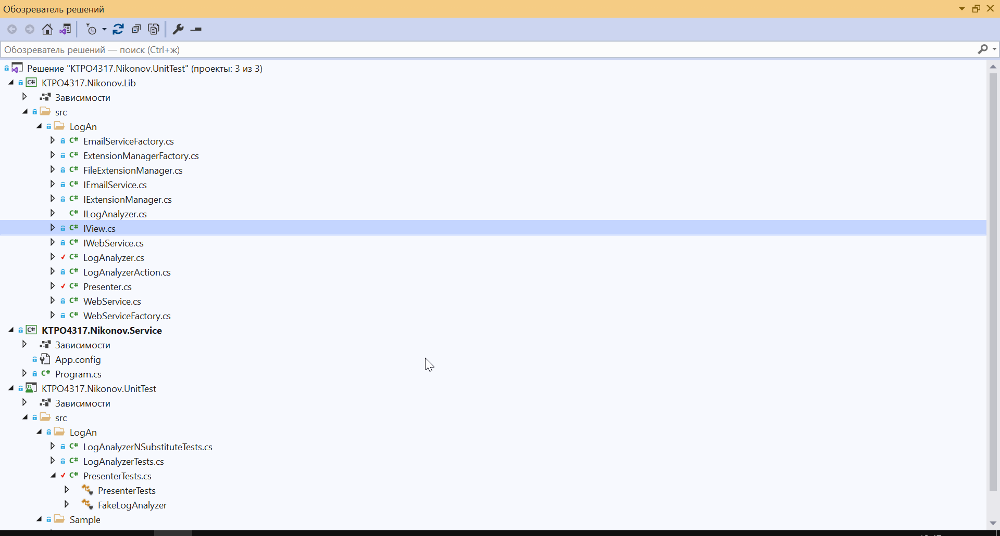 Обозреватель решений
Обозреватель решений — поиск (Ctrl+ж)
Решение "KTPO4317.Nikonov.UnitTest" (проекты: 3 из 3)
C# KTPO4317.Nikonov.Lib
Зависимости
src
LogAn
C# EmailServiceFactory.cs
C# ExtensionManagerFactory.cs
C# FileExtensionManager.cs
C# IEmailService.cs
C# IExtensionManager.cs
C# ILogAnalyzer.cs
C# IView.cs
C# IWebService.cs
C# LogAnalyzer.cs
C# LogAnalyzerAction.cs
C# Presenter.cs
C# WebService.cs
C# WebServiceFactory.cs
C# KTPO4317.Nikonov.Service
Зависимости
App.config
C# Program.cs
KTPO4317.Nikonov.UnitTest
Зависимости
src
LogAn
C# LogAnalyzerNSubstituteTests.cs
C# LogAnalyzerTests.cs
C# PresenterTests.cs
PresenterTests
FakeLogAnalyzer
Sample